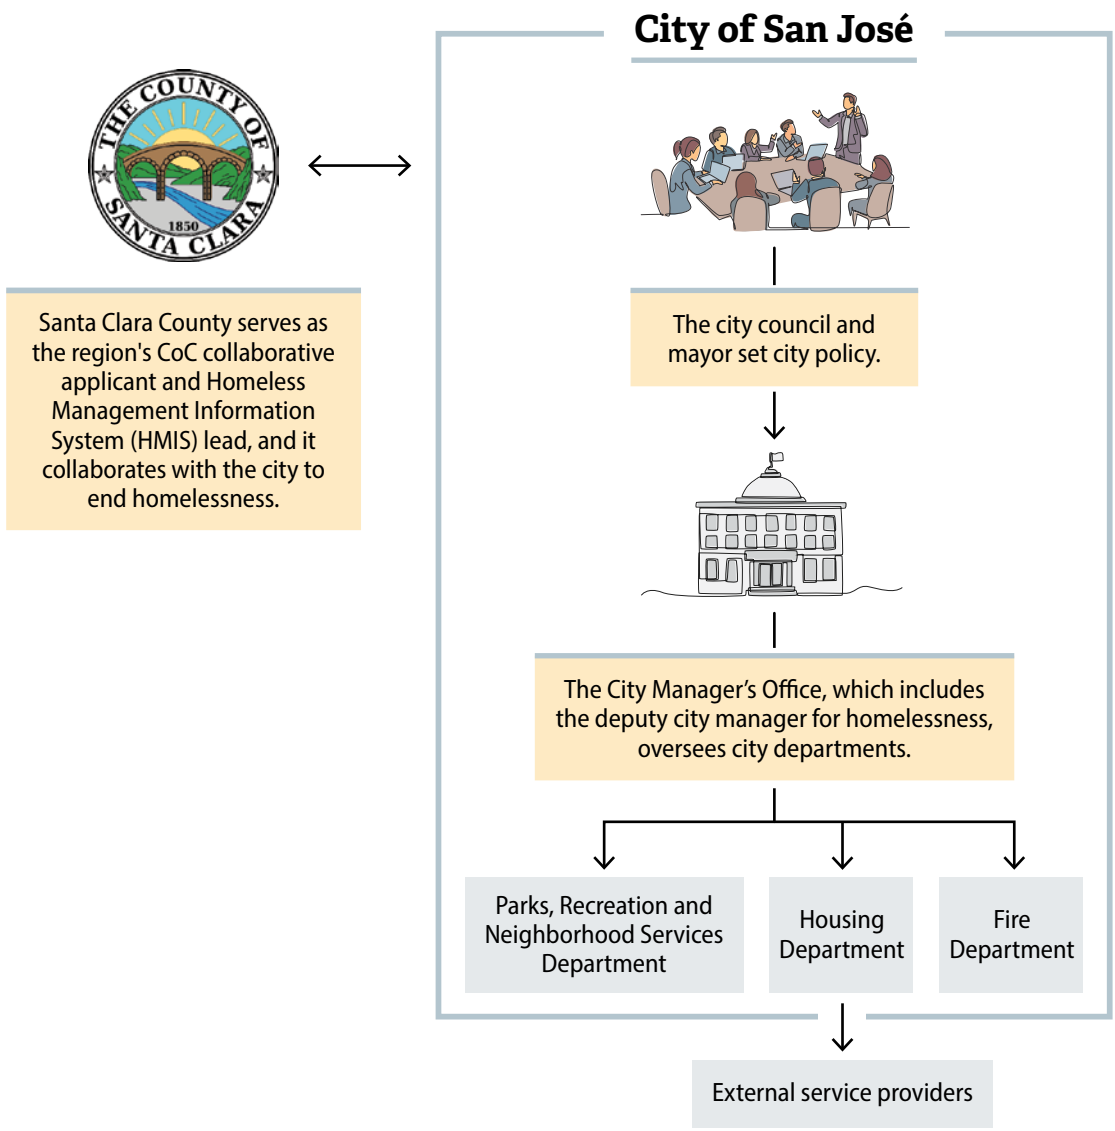 City of San José
THE COUNTY OF
SANTA CLARA
1850
Santa Clara County serves as
the region's CoC collaborative
applicant and Homeless
Management Information
System (HMIS) lead, and it
collaborates with the city to
end homelessness.
The city council and
mayor set city policy.
The City Manager’s Office, which includes
the deputy city manager for homelessness,
oversees city departments.
Parks, Recreation and
Neighborhood Services
Department
Housing
Department
Fire
Department
External service providers